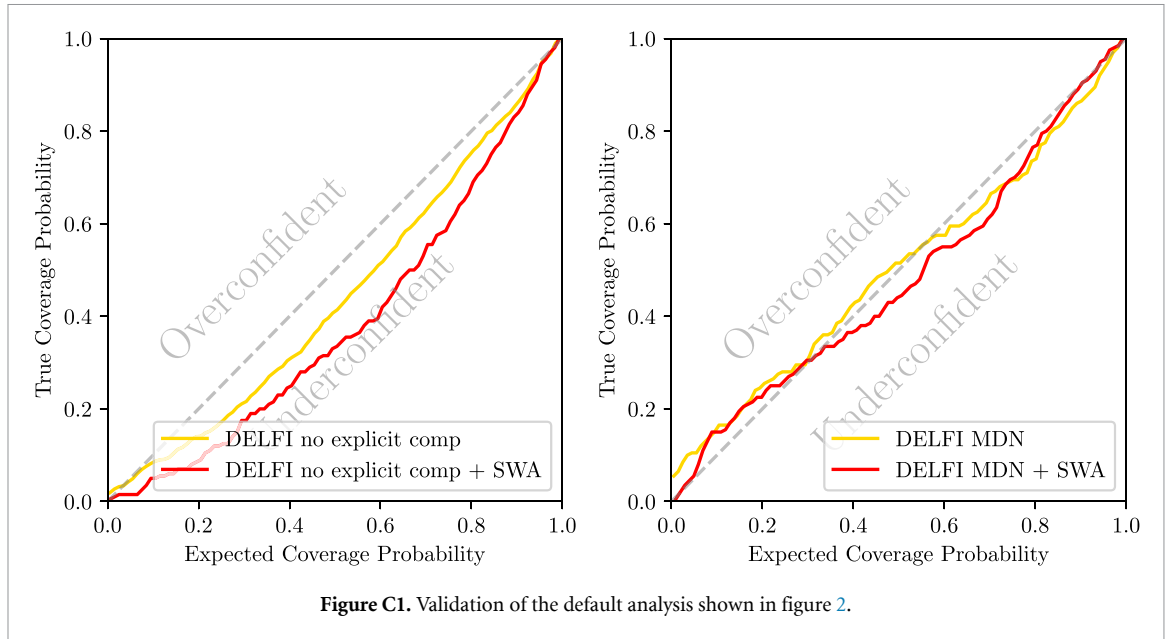 1.0
0.8
0.6
0.4
0.2
0.0
True Coverage Probability
Overconfident
Underconfident
DELFI no explicit comp
DELFI no explicit comp + SWA
0.0 0.2 0.4 0.6 0.8 1.0
Expected Coverage Probability
1.0
0.8
0.6
0.4
0.2
0.0
True Coverage Probability
Overconfident
Underconfident
DELFI MDN
DELFI MDN + SWA
0.0 0.2 0.4 0.6 0.8 1.0
Expected Coverage Probability
Figure C1. Validation of the default analysis shown in figure 2.